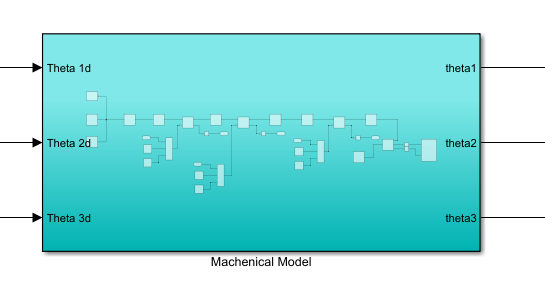 Theta 1d
theta1
Theta 2d
theta2
Theta 3d
theta3
Machenical Model